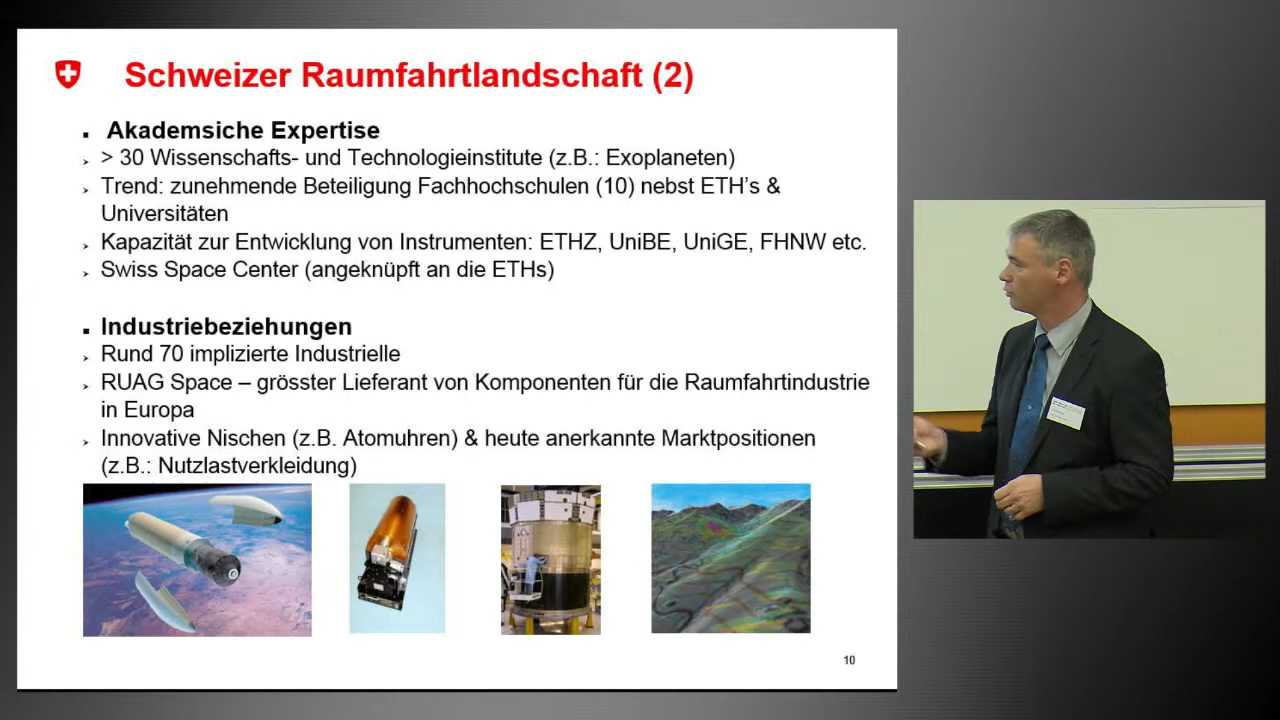 Schweizer Raumfahrtlandschaft (2)
Akademsiche Expertise
> 30 Wissenschafts- und Technologieinstitute (z.B.: Exoplaneten)
Trend: zunehmende Beteiligung Fachhochschulen (10) nebst ETH's &
Universitäten
Kapazität zur Entwicklung von Instrumenten: ETHZ, UniBE, UniGE, FHNW etc.
Swiss Space Center (angeknüpft an die ETHs)
Industriebeziehungen
Rund 70 implizierte Industrielle
RUAG Space – grösster Lieferant von Komponenten für die Raumfahrtindustrie
in Europa
Innovative Nischen (z.B. Atomuhren) & heute anerkannte Marktpositionen
(z.B.: Nutzlastverkleidung)
10